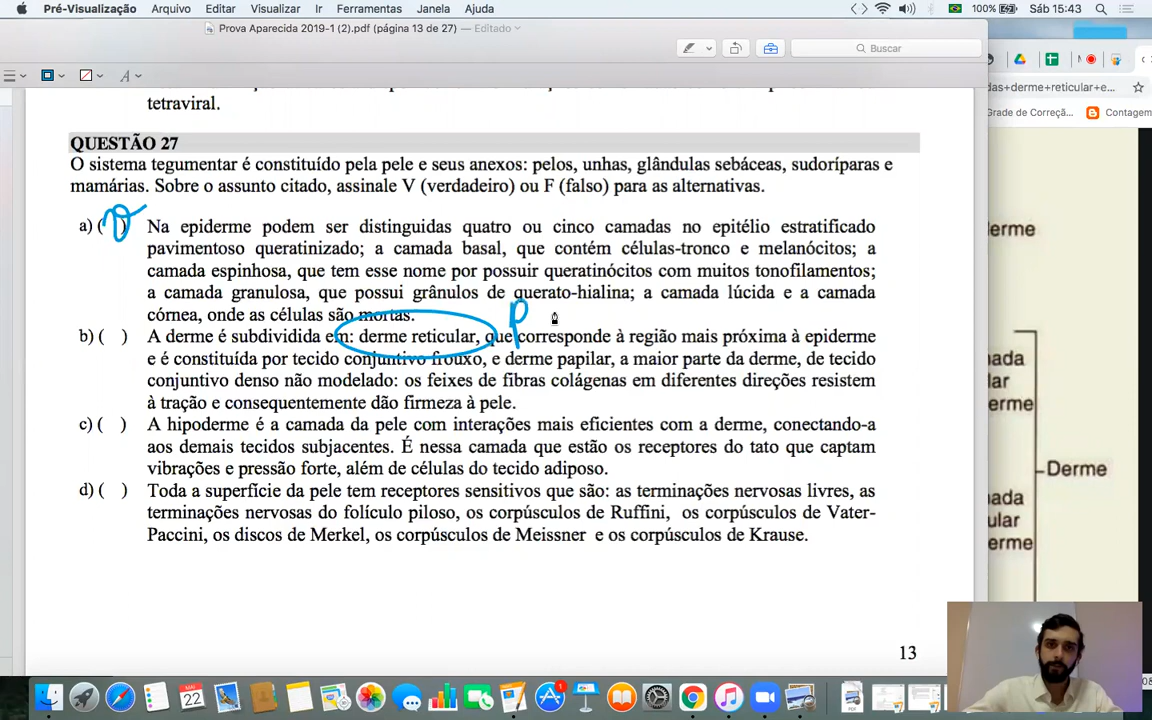 Pré-Visualização Arquivo Editar Visualizar Ir Ferramentas Janela Ajuda 100% Sáb 15:43
Prova Aparecida 2019-1 (2).pdf (página 13 de 27) — Editado
Buscar
das+derme+reticular+e...
Grade de Correçã... Contagem
tetraviral.
QUESTÃO 27
O sistema tegumentar é constituído pela pele e seus anexos: pelos, unhas, glândulas sebáceas, sudoríparas e
mamárias. Sobre o assunto citado, assinale V (verdadeiro) ou F (falso) para as alternativas.
a) (V) Na epiderme podem ser distinguidas quatro ou cinco camadas no epitélio estratificado
pavimentoso queratinizado; a camada basal, que contém células-tronco e melanócitos; a
camada espinhosa, que tem esse nome por possuir queratinócitos com muitos tonofilamentos;
a camada granulosa, que possui grânulos de querato-hialina; a camada lúcida e a camada
córnea, onde as células são mortas.
P
b) ( ) A derme é subdividida em: derme reticular, que corresponde à região mais próxima à epiderme
e é constituída por tecido conjuntivo frouxo, e derme papilar, a maior parte da derme, de tecido
conjuntivo denso não modelado: os feixes de fibras colágenas em diferentes direções resistem
à tração e consequentemente dão firmeza à pele.
c) ( ) A hipoderme é a camada da pele com interações mais eficientes com a derme, conectando-a
aos demais tecidos subjacentes. É nessa camada que estão os receptores do tato que captam
vibrações e pressão forte, além de células do tecido adiposo.
d) ( ) Toda a superfície da pele tem receptores sensitivos que são: as terminações nervosas livres, as
terminações nervosas do folículo piloso, os corpúsculos de Ruffini, os corpúsculos de Vater-
Paccini, os discos de Merkel, os corpúsculos de Meissner e os corpúsculos de Krause.
13
erme
nada
lar
erme
Derme
nada
ular
erme
MAR
22